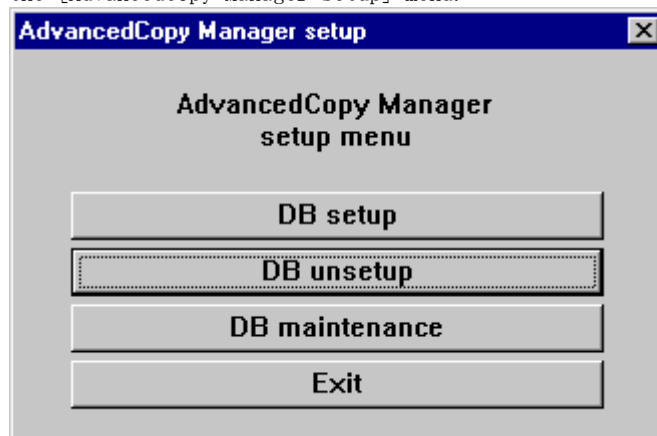 AdvancedCopy Manager setup
AdvancedCopy Manager
setup menu
DB setup
DB unsetup
DB maintenance
Exit